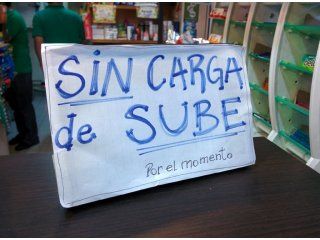 SiN CARGA
de SUBE
Por el momento